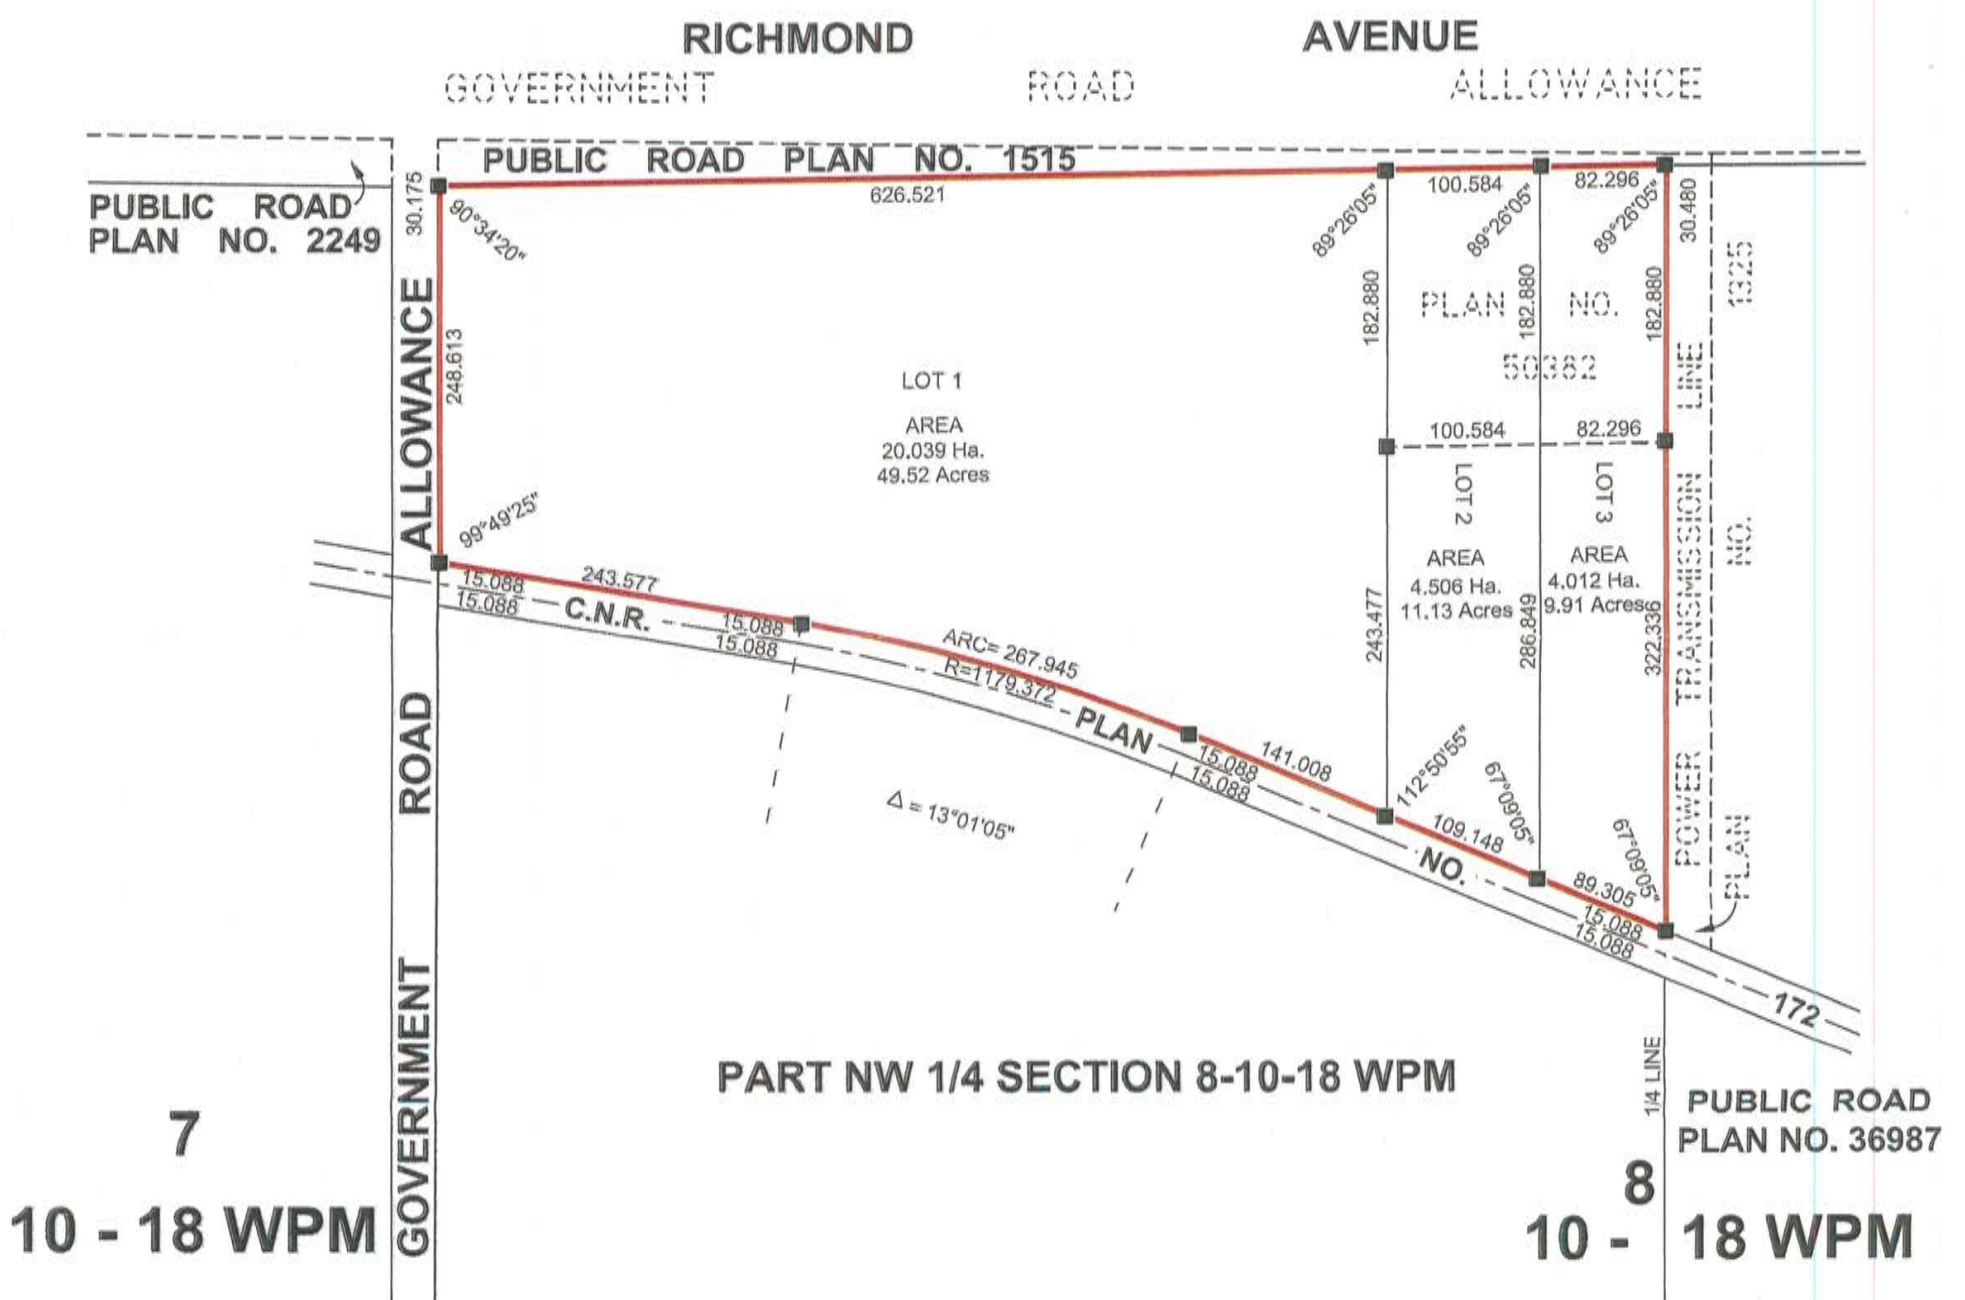 RICHMOND AVENUE
GOVERNMENT ROAD ALLOWANCE
PUBLIC ROAD PLAN NO. 1515
PUBLIC ROAD
PLAN NO. 2249
30.175
626.521
100.584
82.296
90°34'20"
89°26'05"
89°26'05"
89°26'05"
30.480
248.613
182.880
182.880
182.880
PLAN NO.
50382
1325
LOT 1
AREA
20.039 Ha.
49.52 Acres
100.584
82.296
LOT 2
AREA
4.506 Ha.
11.13 Acres
LOT 3
AREA
4.012 Ha.
9.91 Acres
243.477
286.849
322.336
POWER TRANSMISSION LINE
PLAN NO.
GOVERNMENT ROAD ALLOWANCE
99°49'25"
15.088
15.088
243.577
C.N.R.
15.088
15.088
ARC= 267.945
R=1179.372
PLAN
15.088
15.088
141.008
112°50'55"
67°09'05"
67°09'05"
109.148
NO.
89.305
15.088
15.088
172
Δ = 13°01'05"
PART NW 1/4 SECTION 8-10-18 WPM
1/4 LINE
PUBLIC ROAD
PLAN NO. 36987
7
10 - 18 WPM
8
10 - 18 WPM